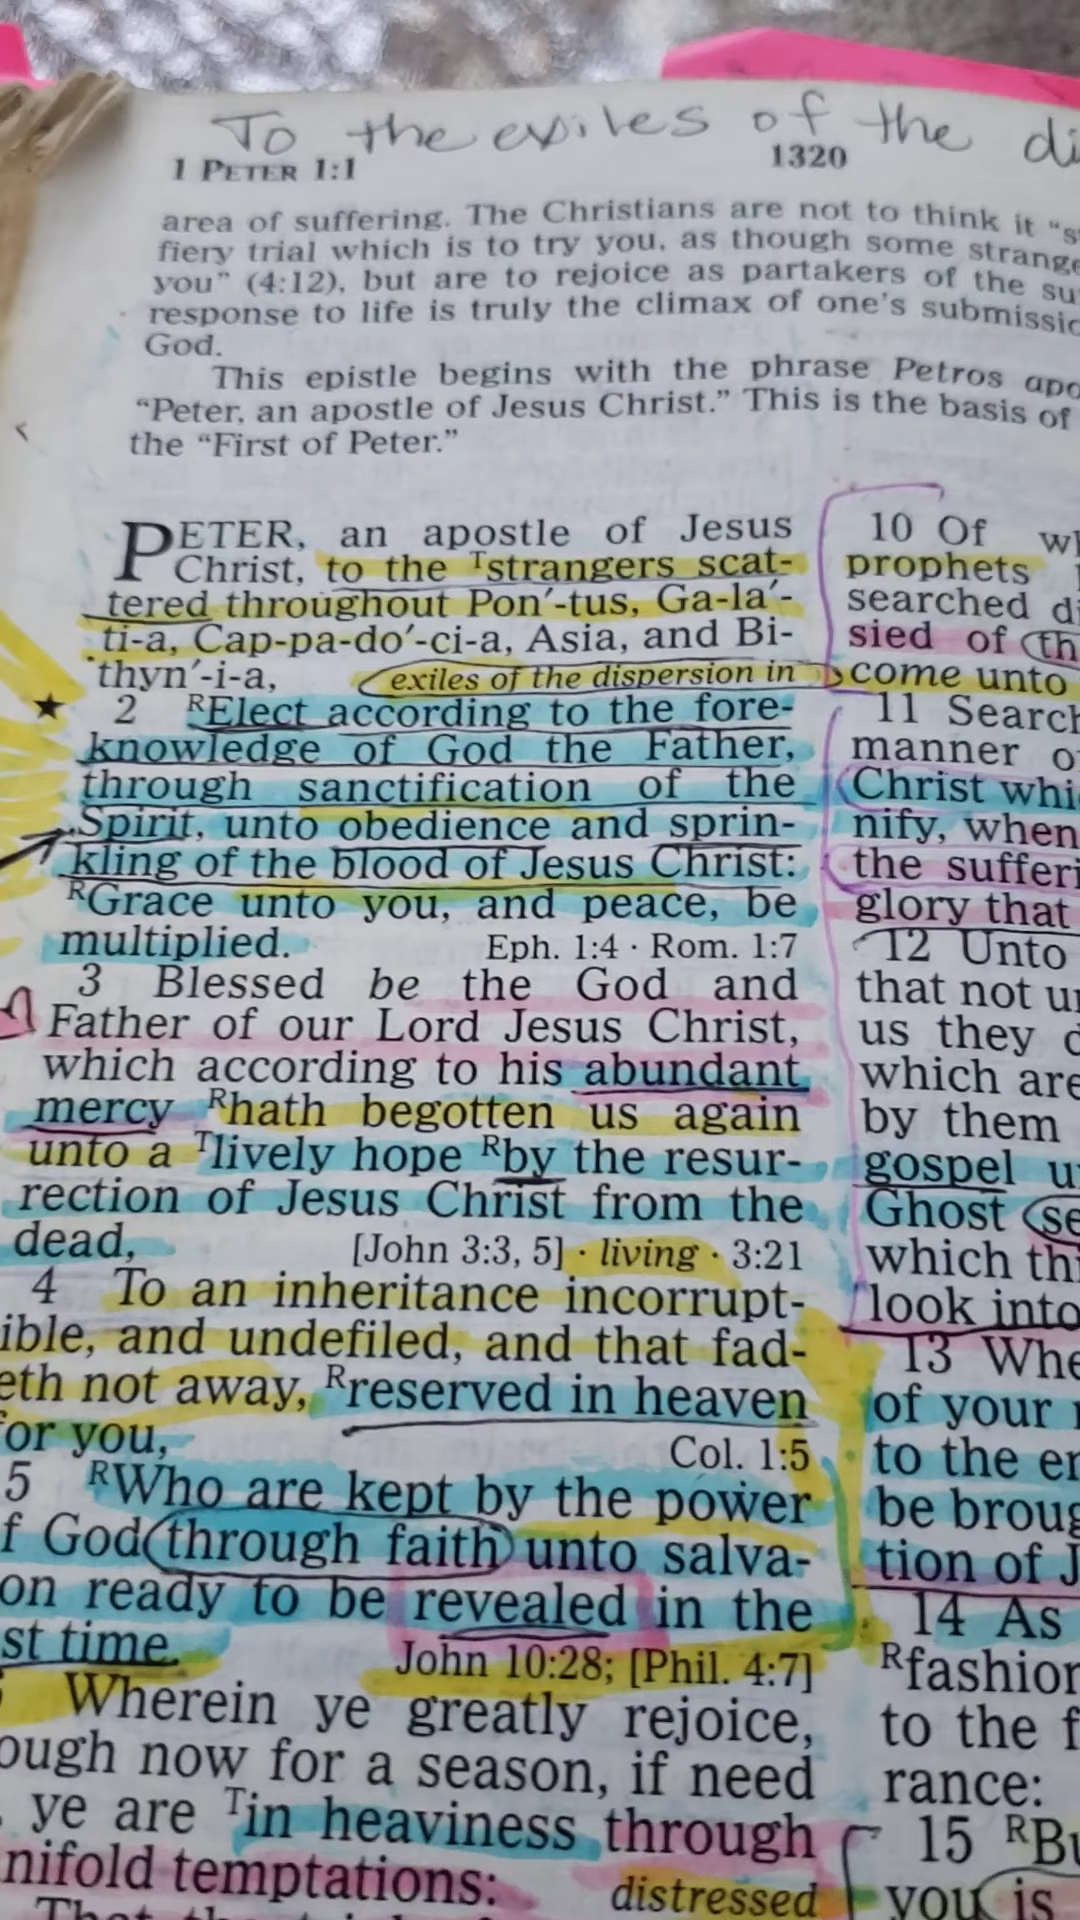 To the exiles of the
1 PETER 1:1
1320
area of suffering. The Christians are not to think it
fiery trial which is to try you, as though some strange
you" (4:12), but are to rejoice as partakers of the
response to life is truly the climax of one's
God.
This epistle begins with the phrase Petros
"Peter, an apostle of Jesus Christ." This is the basis of
the "First of Peter."
PETER, an apostle of Jesus
Christ, to the Tstrangers scat-
tered throughout Pon′-tus, Ga-la′-
ti-a, Cap-pa-do′-ci-a, Asia, and Bi-
thyn′-i-a, exiles of the dispersion in
2 RElect according to the fore-
knowledge of God the Father,
through sanctification of the
Spirit, unto obedience and sprin-
kling of the blood of Jesus Christ:
RGrace unto you, and peace, be
multiplied. Eph. 1:4 · Rom. 1:7
3 Blessed be the God and
Father of our Lord Jesus Christ,
which according to his abundant
mercy Rhath begotten us again
unto a Tlively hope Rby the resur-
rection of Jesus Christ from the
dead, [John 3:3, 5] · living · 3:21
4 To an inheritance incorrupt-
ible, and undefiled, and that fad-
eth not away, Rreserved in heaven
for you,
Col. 1:5
5 RWho are kept by the power
f God through faith unto salva-
on ready to be revealed in the
st time. John 10:28; [Phil. 4:7]
Wherein ye greatly rejoice,
ough now for a season, if need
ye are Tin heaviness through
nifold temptations: distressed
10 Of
prophets
searched
sied of
come unto
11 Search
manner
Christ
nify, when
the
glory that
12 Unto
that not
us they
which are
by them
gospel
Ghost
which
look into
13
of your
to the
be
tion of
14 As
Rfashion
to the
rance:
15
you is